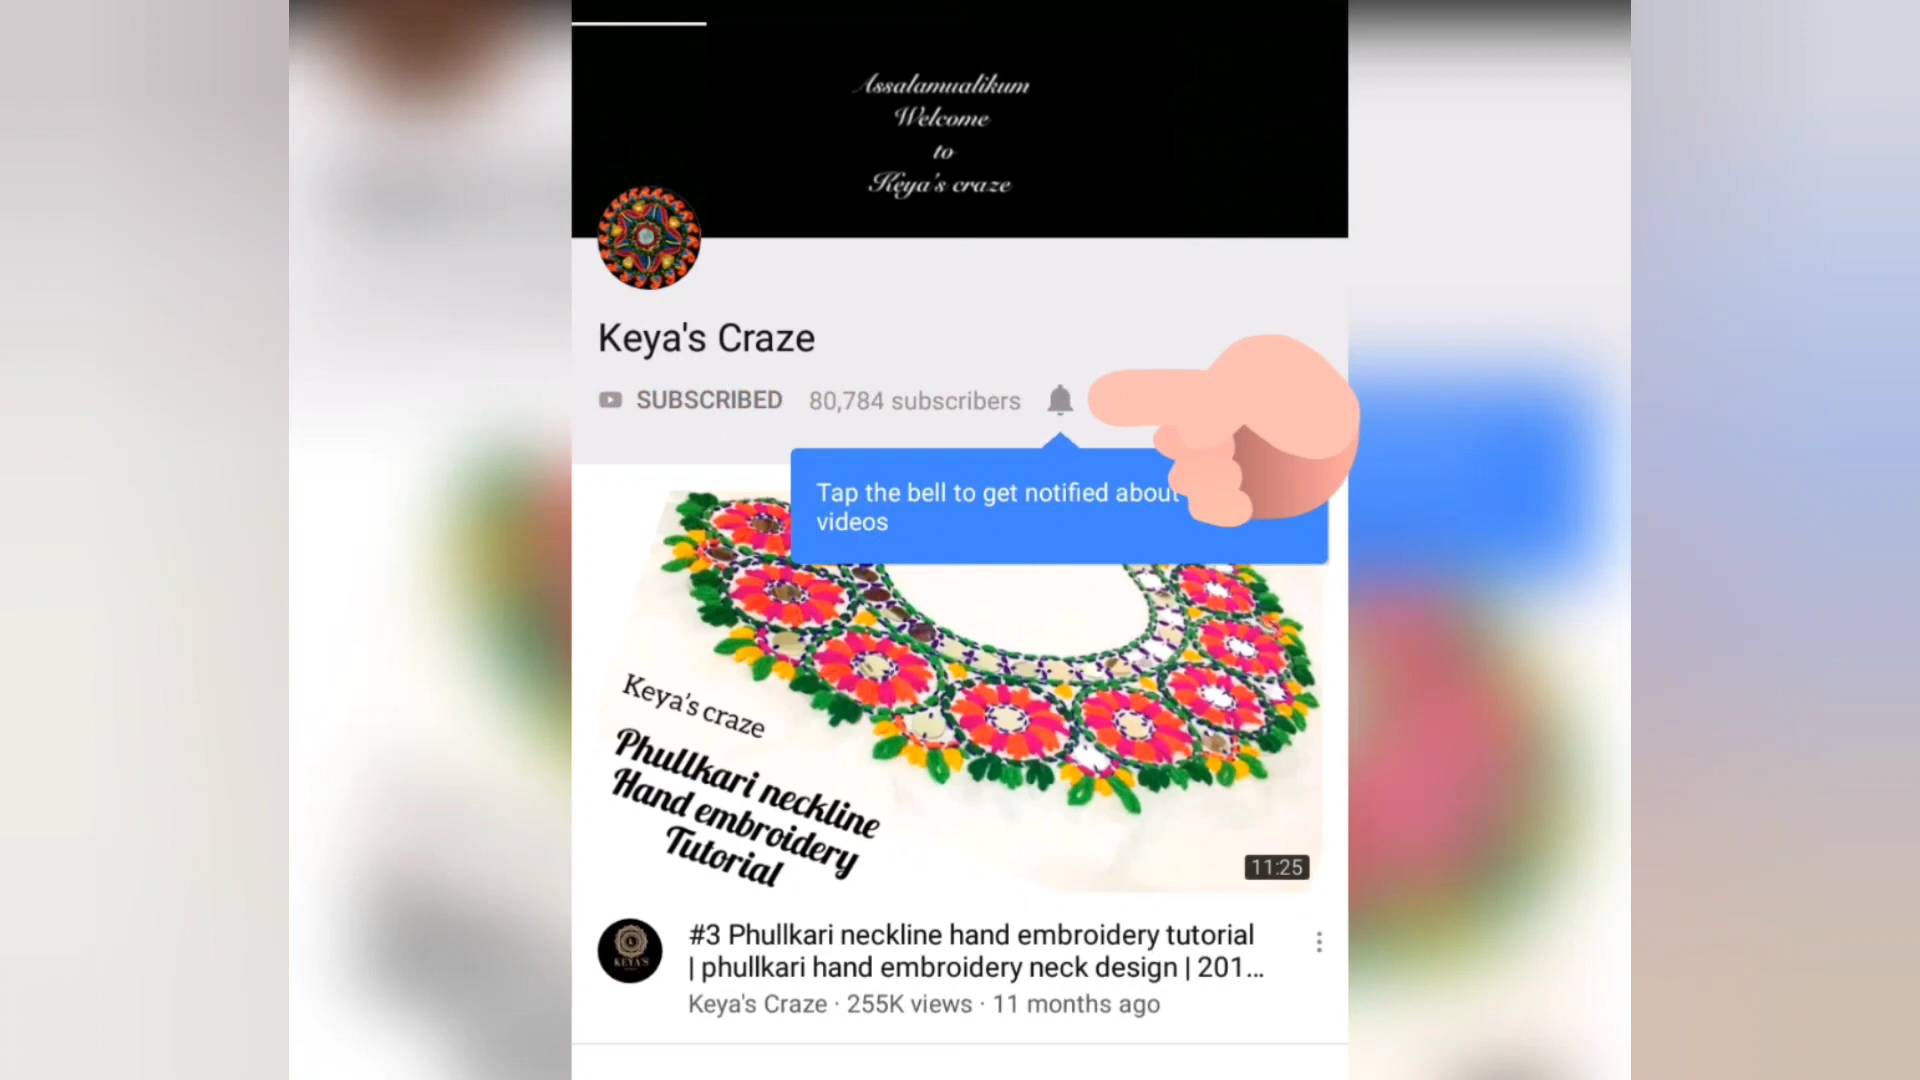 Assalamualikum
Welcome
to
Keya's craze
Keya's Craze
SUBSCRIBED 80,784 subscribers
Tap the bell to get notified about
videos
Keya's craze
Phullkari neckline
Hand embroidery
Tutorial
11:25
KEYA'S
#3 Phullkari neckline hand embroidery tutorial
| phullkari hand embroidery neck design | 201...
Keya's Craze · 255K views · 11 months ago